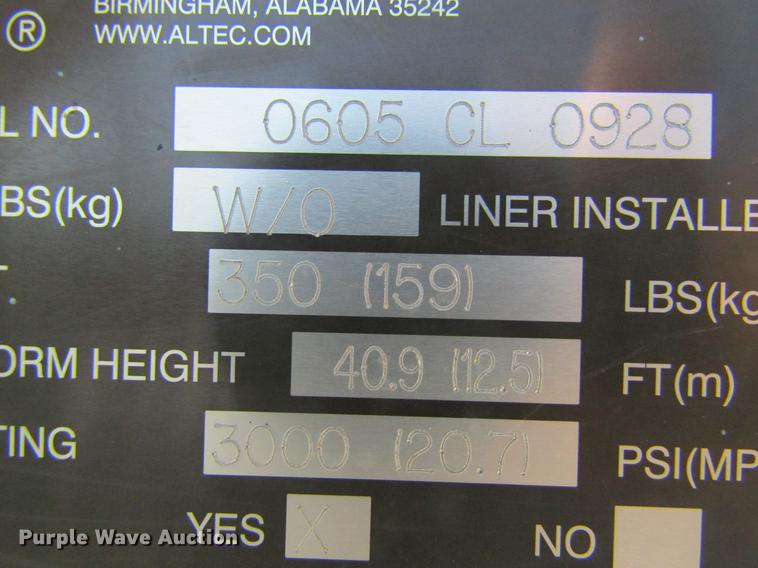 BIRMINGHAM, ALABAMA 35242
® WWW.ALTEC.COM
L NO. 0605 CL 0928
BS(kg) W/O LINER INSTALLE
T. 350 (159) LBS(kg
ORM HEIGHT 40.9 (12.5) FT(m)
TING 3000 (20.7) PSI(MP
YES X NO
Purple Wave Auction